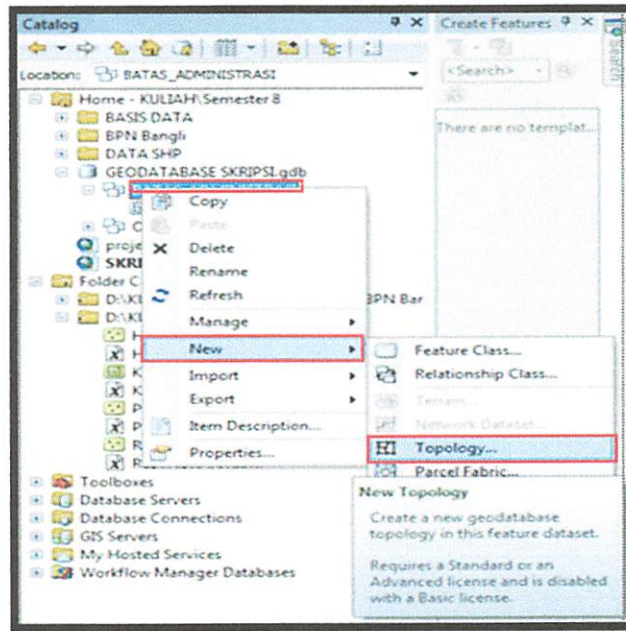 Catalog
Create Features
Search
Location: BATAS_ADMINISTRASI
<Search>
Home - KULIAH\Semester 8
BASIS DATA
BPN Bangli
DATA SHP
GEODATABASE SKRIPSI.gdb
There are no templat...
Copy
Paste
Delete
Rename
Refresh
Manage
New
Import
Export
Item Description...
Properties...
proje
SKRI
Folder C
D:\KU
BPN Bar
D:\KU
H
H
K
K
P
P
R
R
Feature Class...
Relationship Class...
Terrain...
Network Dataset...
Topology...
Parcel Fabric...
Toolboxes
Database Servers
Database Connections
GIS Servers
My Hosted Services
Workflow Manager Databases
New Topology
Create a new geodatabase
topology in this feature dataset.
Requires a Standard or an
Advanced license and is disabled
with a Basic license.